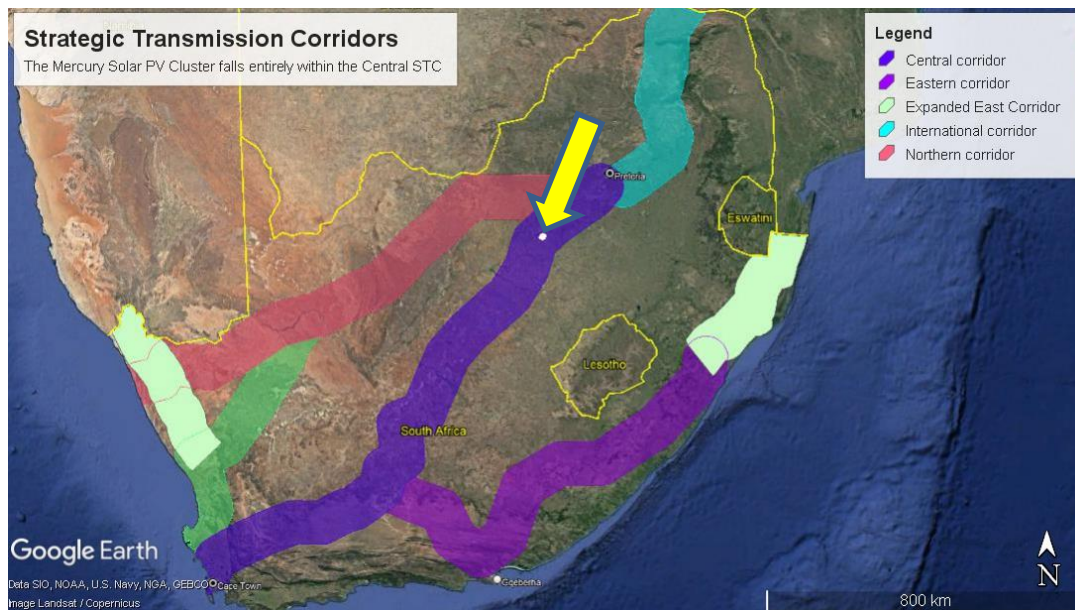 Strategic Transmission Corridors
The Mercury Solar PV Cluster falls entirely within the Central STC
Legend
Central corridor
Eastern corridor
Expanded East Corridor
International corridor
Northern corridor
Pretoria
Eswatini
Lesotho
South Africa
Google Earth
Data SIO, NOAA, U.S. Navy, NGA, GEBCO
Cape Town
Gqeberha
Image Landsat / Copernicus
800 km
N